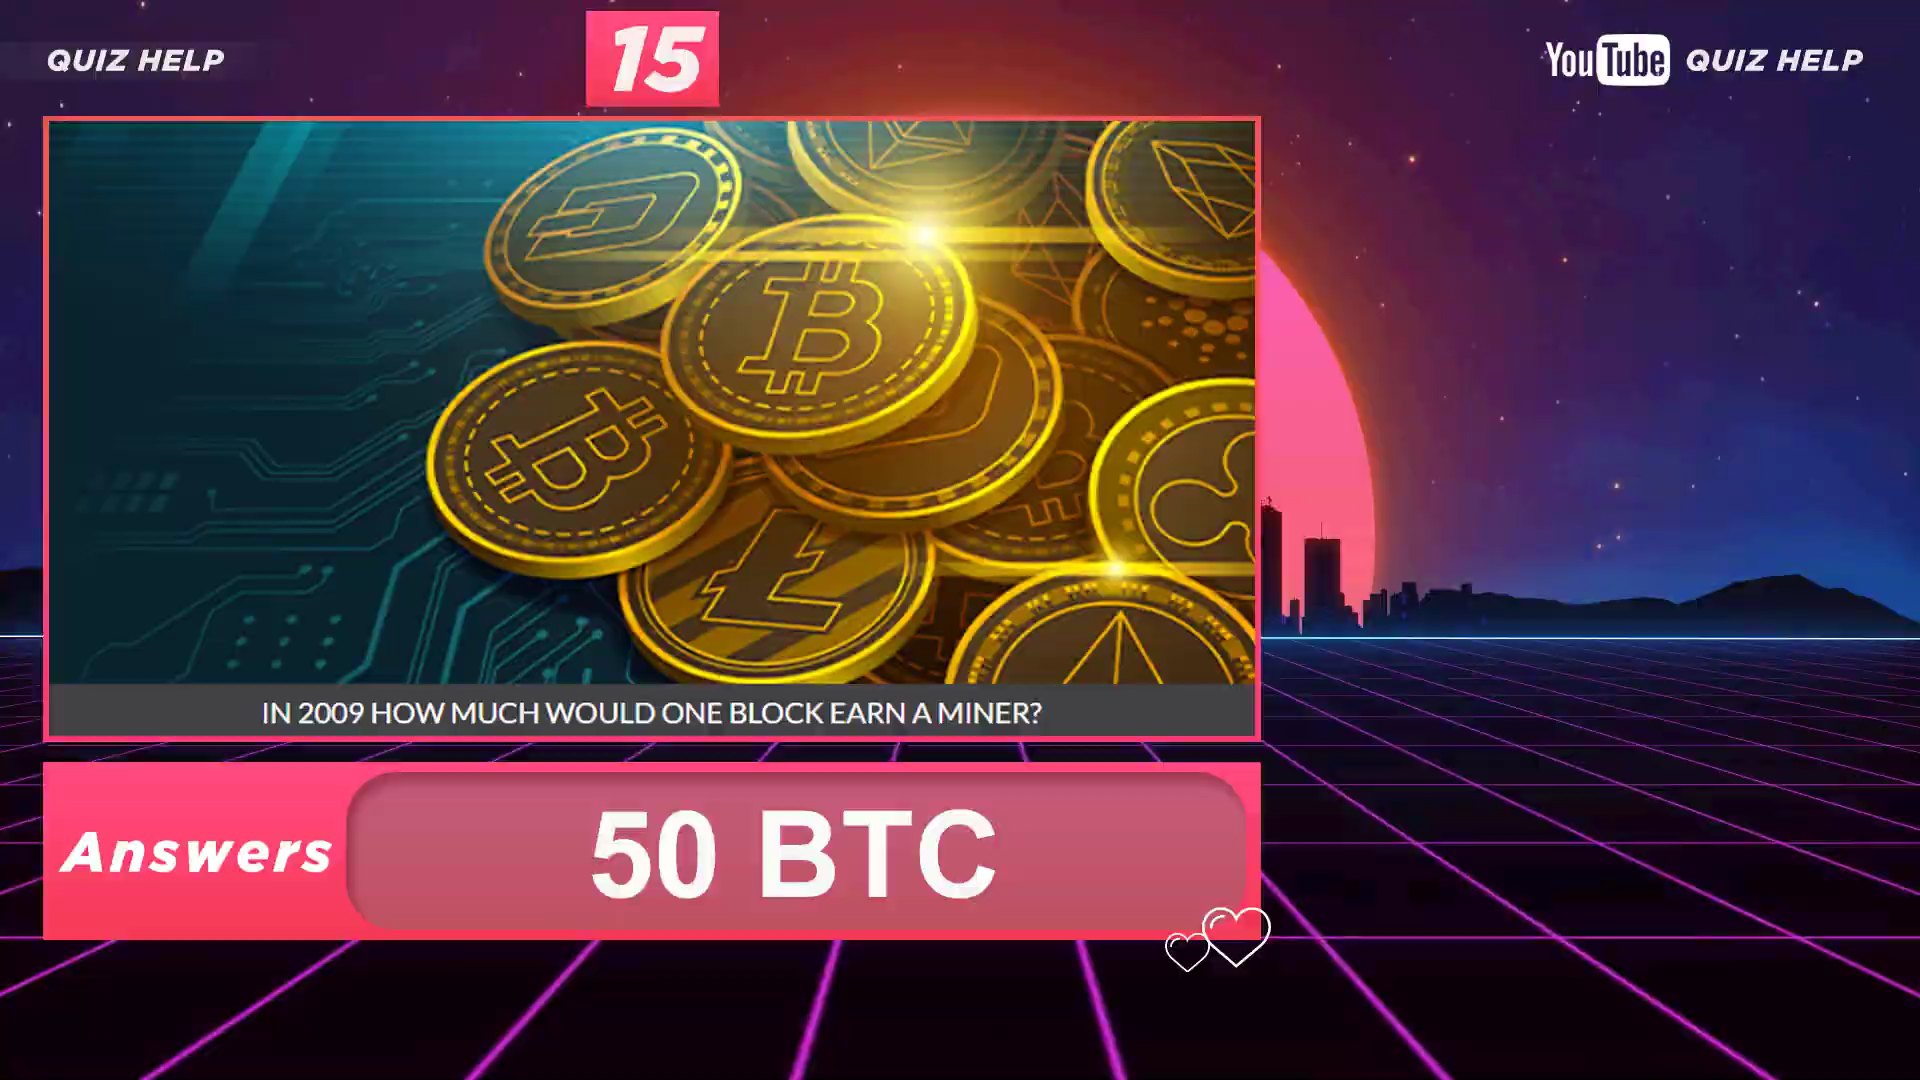 QUIZ HELP
15
YouTube QUIZ HELP
IN 2009 HOW MUCH WOULD ONE BLOCK EARN A MINER?
Answers
50 BTC